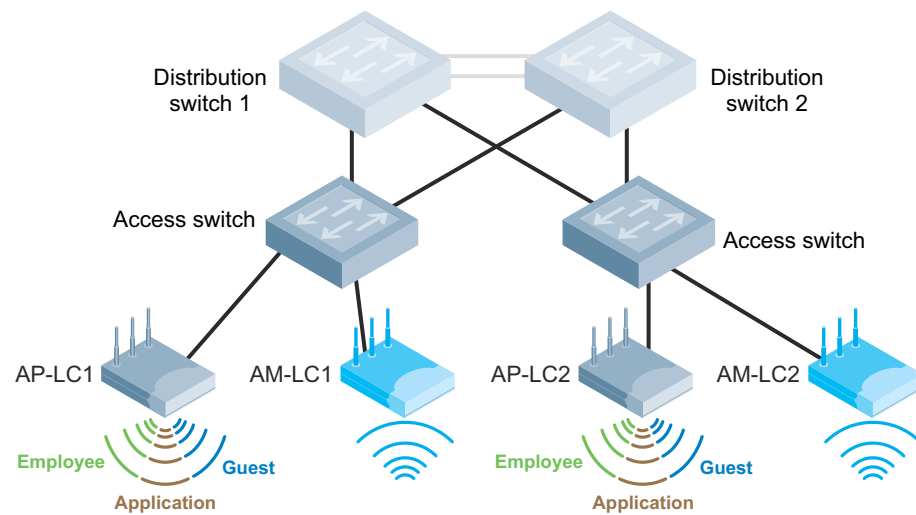 Distribution
switch 1
Distribution
switch 2
Access switch
Access switch
AP-LC1
AM-LC1
AP-LC2
AM-LC2
Employee
Guest
Application
Employee
Guest
Application